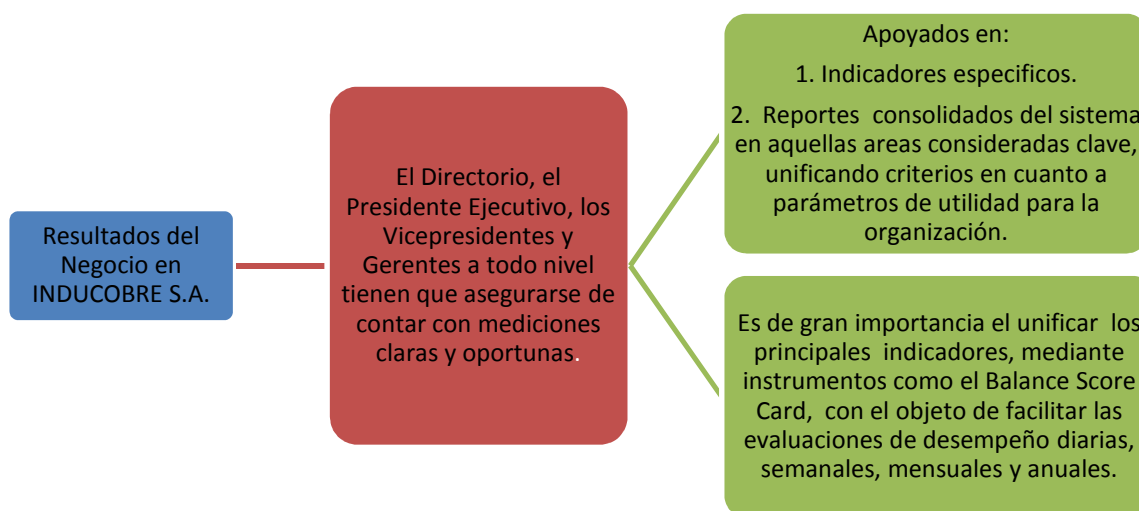 Resultados del
Negocio en
INDUCOBRE S.A.
El Directorio, el
Presidente Ejecutivo, los
Vicepresidentes y
Gerentes a todo nivel
tienen que asegurarse de
contar con mediciones
claras y oportunas.
Apoyados en:
1. Indicadores especificos.
2. Reportes consolidados del sistema
en aquellas areas consideradas clave,
unificando criterios en cuanto a
parámetros de utilidad para la
organización.
Es de gran importancia el unificar los
principales indicadores, mediante
instrumentos como el Balance Score
Card, con el objeto de facilitar las
evaluaciones de desempeño diarias,
semanales, mensuales y anuales.